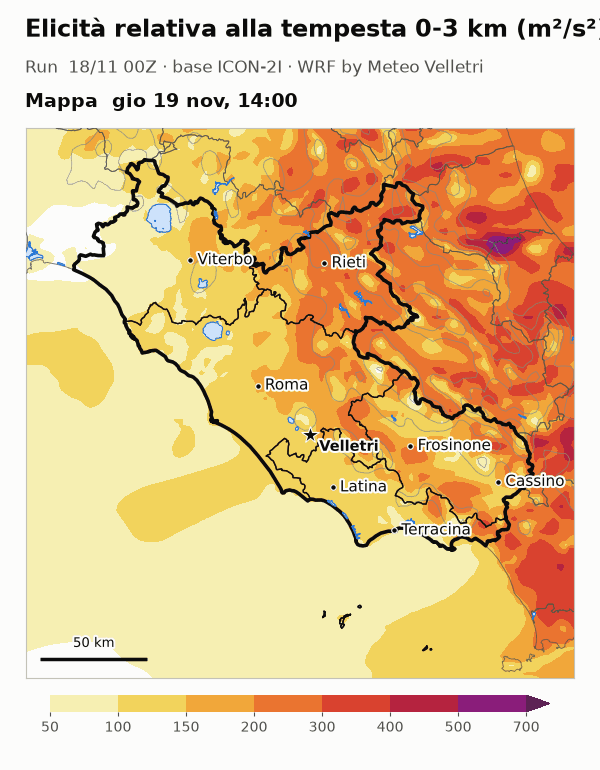 Elicità relativa alla tempesta 0-3 km (m²/s²)
Run 18/11 00Z · base ICON-2I · WRF by Meteo Velletri
Mappa gio 19 nov, 14:00
Viterbo
Rieti
Roma
Velletri
Frosinone
Latina
Cassino
Terracina
50 km
50 100 150 200 300 400 500 700